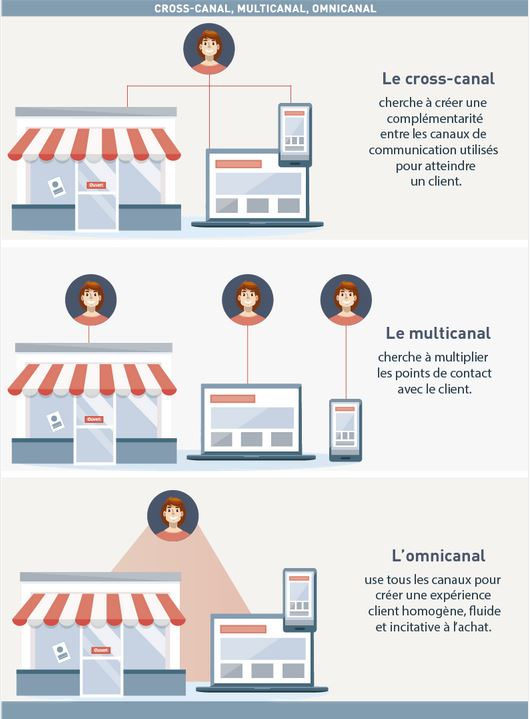 CROSS-CANAL, MULTICANAL, OMNICANAL
Le cross-canal
cherche à créer une
complémentarité
entre les canaux de
communication utilisés
pour atteindre
un client.
Ouvert
Le multicanal
cherche à multiplier
les points de contact
avec le client.
Ouvert
L'omnicanal
use tous les canaux pour
créer une expérience
client homogène, fluide
et incitative à l'achat.
Ouvert